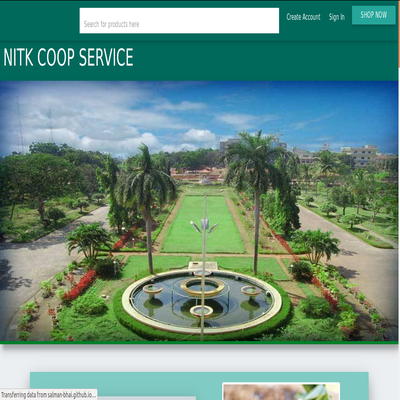 Search for products here
Create Account
Sign In
SHOP NOW
NITK COOP SERVICE
Transferring data from salman-bhai.github.io...